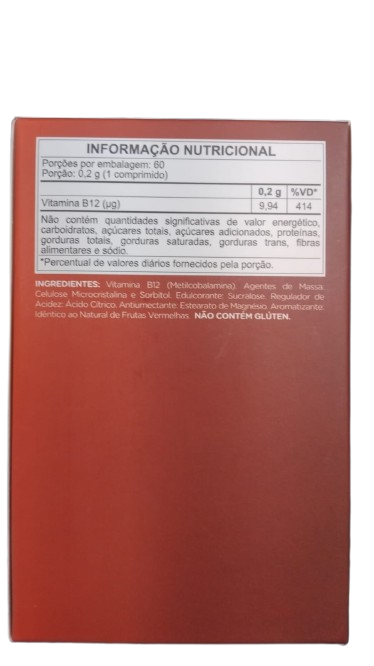 INFORMAÇÃO NUTRICIONAL
Porções por embalagem: 60
Porção: 0,2 g (1 comprimido)
0,2 g %VD*
Vitamina B12 (µg) 9,94 414
Não contém quantidades significativas de valor energético,
carboidratos, açúcares totais, açúcares adicionados, proteínas,
gorduras totais, gorduras saturadas, gorduras trans, fibras
alimentares e sódio.
*Percentual de valores diários fornecidos pela porção.
INGREDIENTES: Vitamina B12 (Metilcobalamina). Agentes de Massa:
Celulose Microcristalina e Sorbitol. Edulcorante: Sucralose. Regulador de
Acidez: Ácido Cítrico, Antiumectante: Estearato de Magnésio. Aromatizante:
Idêntico ao Natural de Frutas Vermelhas. NÃO CONTÉM GLÚTEN.